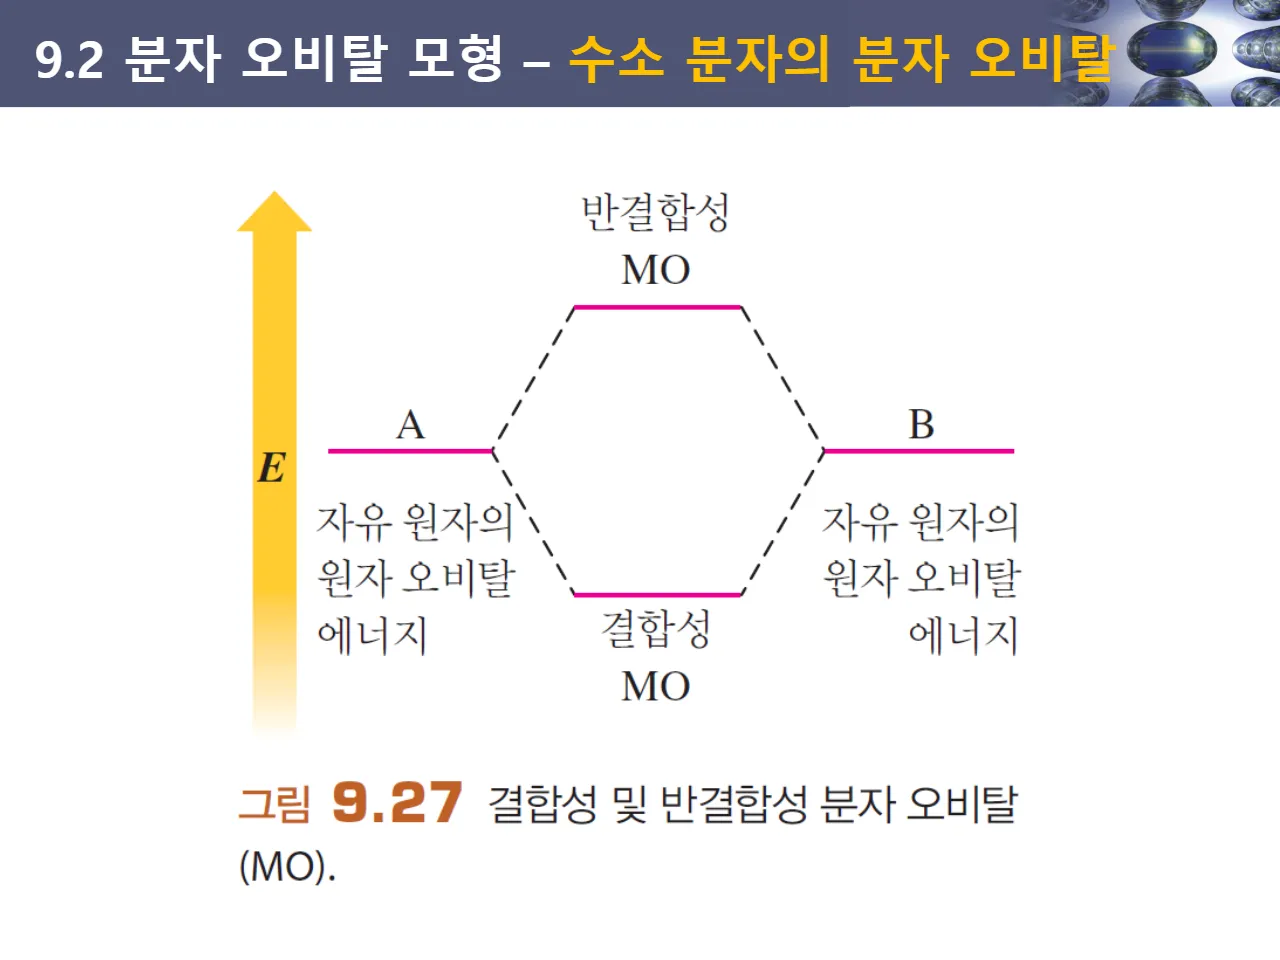 9.2 분자 오비탈 모형 – 수소 분자의 분자 오비탈
반결합성
MO
A
B
E
자유 원자의
원자 오비탈
에너지
자유 원자의
원자 오비탈
에너지
결합성
MO
그림 9.27 결합성 및 반결합성 분자 오비탈
(MO).